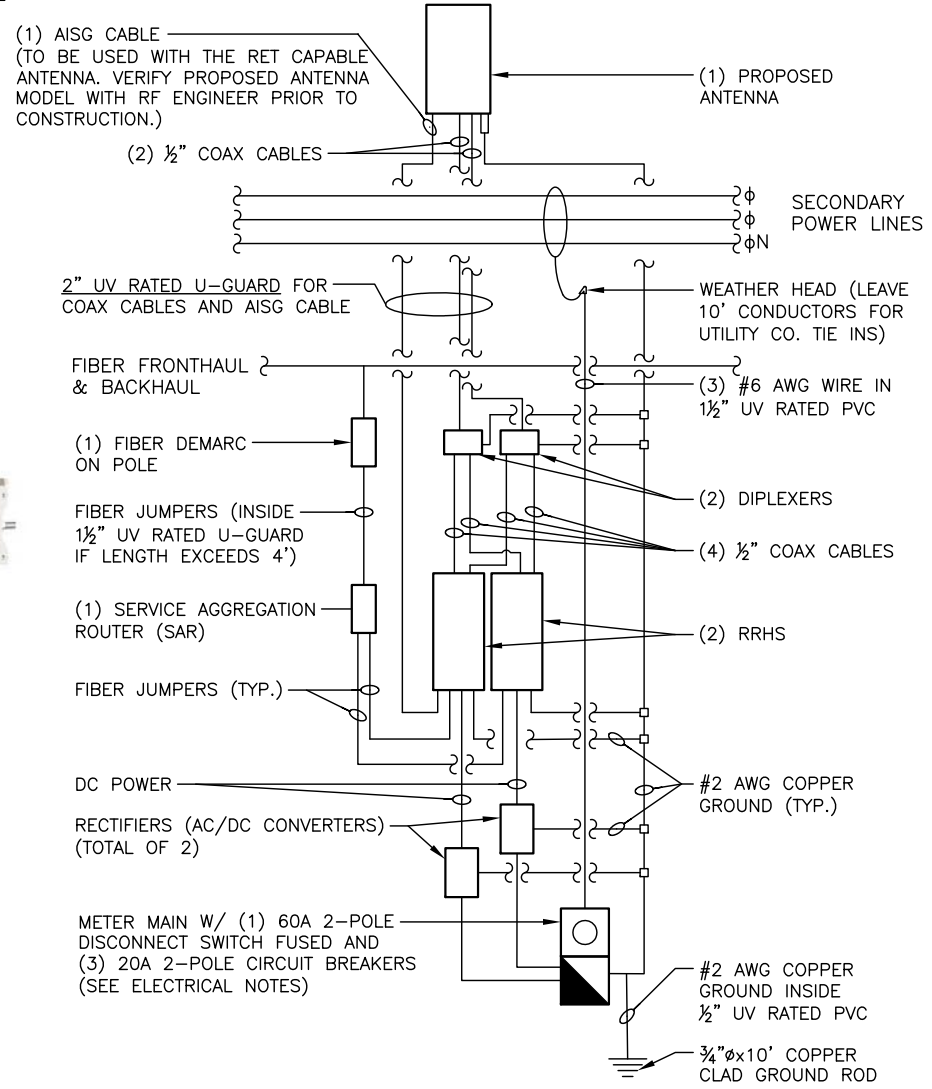 (1) AISG CABLE
(TO BE USED WITH THE RET CAPABLE
ANTENNA. VERIFY PROPOSED ANTENNA
MODEL WITH RF ENGINEER PRIOR TO
CONSTRUCTION.)
(1) PROPOSED
ANTENNA
(2) ½" COAX CABLES
ϕ
ϕ
ϕN
SECONDARY
POWER LINES
2" UV RATED U-GUARD FOR
COAX CABLES AND AISG CABLE
WEATHER HEAD (LEAVE
10' CONDUCTORS FOR
UTILITY CO. TIE INS)
FIBER FRONTHAUL
& BACKHAUL
(3) #6 AWG WIRE IN
1½" UV RATED PVC
(1) FIBER DEMARC
ON POLE
(2) DIPLEXERS
FIBER JUMPERS (INSIDE
1½" UV RATED U-GUARD
IF LENGTH EXCEEDS 4')
(4) ½" COAX CABLES
(1) SERVICE AGGREGATION
ROUTER (SAR)
(2) RRHS
FIBER JUMPERS (TYP.)
DC POWER
#2 AWG COPPER
GROUND (TYP.)
RECTIFIERS (AC/DC CONVERTERS)
(TOTAL OF 2)
METER MAIN W/ (1) 60A 2-POLE
DISCONNECT SWITCH FUSED AND
(3) 20A 2-POLE CIRCUIT BREAKERS
(SEE ELECTRICAL NOTES)
#2 AWG COPPER
GROUND INSIDE
½" UV RATED PVC
¾"øx10' COPPER
CLAD GROUND ROD